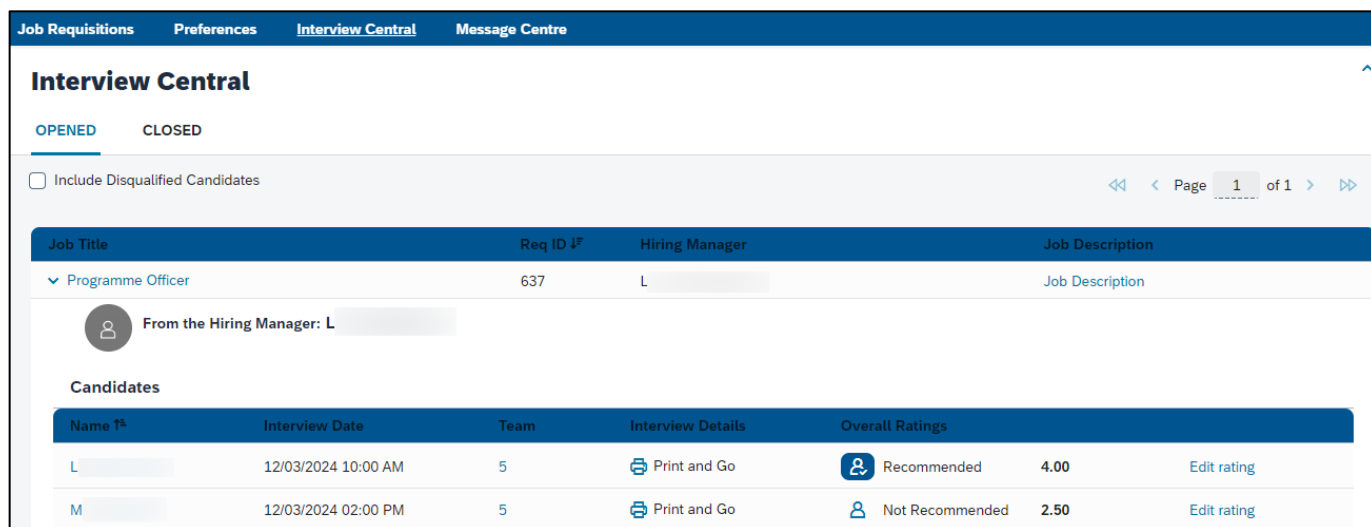 Job Requisitions Preferences Interview Central Message Centre
Interview Central
OPENED CLOSED
Include Disqualified Candidates Page 1 of 1
Job Title Req ID Hiring Manager Job Description
Programme Officer 637 L Job Description
From the Hiring Manager: L
Candidates
Name Interview Date Team Interview Details Overall Ratings
L 12/03/2024 10:00 AM 5 Print and Go Recommended 4.00 Edit rating
M 12/03/2024 02:00 PM 5 Print and Go Not Recommended 2.50 Edit rating